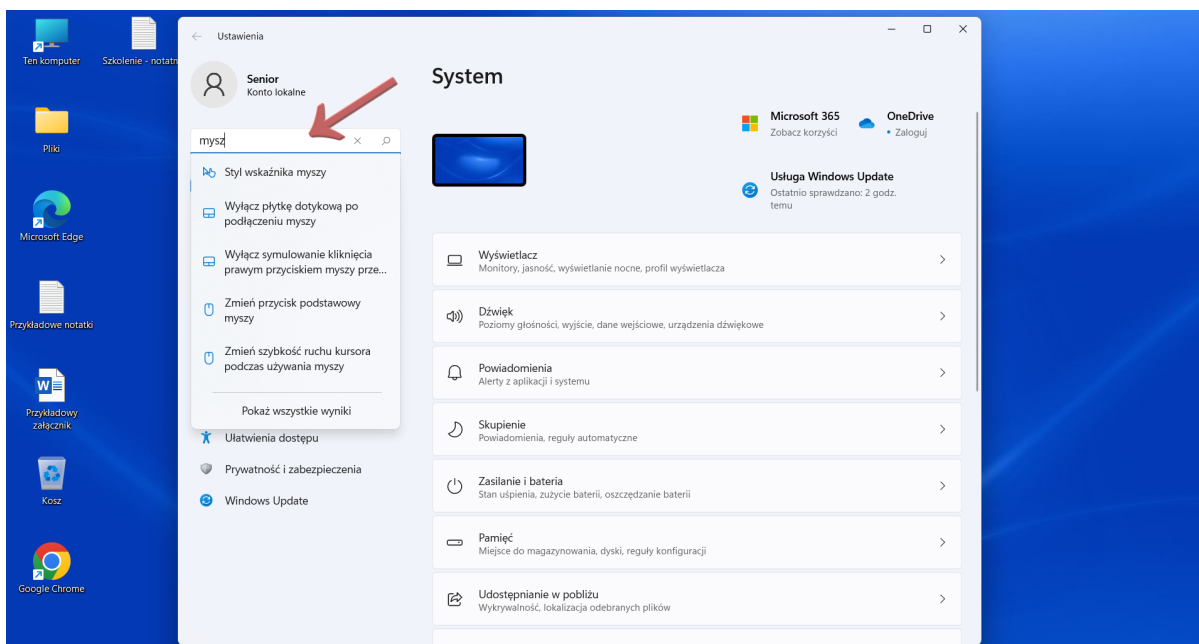 Ten komputer
Szkolenie - notatn
Pliki
Microsoft Edge
Przykładowe notatki
Przykładowy
załącznik
Kosz
Google Chrome
Ustawienia
Senior
Konto lokalne
mysz
Styl wskaźnika myszy
Wyłącz płytkę dotykową po
podłączeniu myszy
Wyłącz symulowanie kliknięcia
prawym przyciskiem myszy prze...
Zmień przycisk podstawowy
myszy
Zmień szybkość ruchu kursora
podczas używania myszy
Pokaż wszystkie wyniki
Ułatwienia dostępu
Prywatność i zabezpieczenia
Windows Update
System
Microsoft 365
Zobacz korzyści
OneDrive
• Zaloguj
Usługa Windows Update
Ostatnio sprawdzano: 2 godz.
temu
Wyświetlacz
Monitory, jasność, wyświetlanie nocne, profil wyświetlacza
Dźwięk
Poziomy głośności, wyjście, dane wejściowe, urządzenia dźwiękowe
Powiadomienia
Alerty z aplikacji i systemu
Skupienie
Powiadomienia, reguły automatyczne
Zasilanie i bateria
Stan uśpienia, zużycie baterii, oszczędzanie baterii
Pamięć
Miejsce do magazynowania, dyski, reguły konfiguracji
Udostępnianie w pobliżu
Wykrywalność, lokalizacja odebranych plików